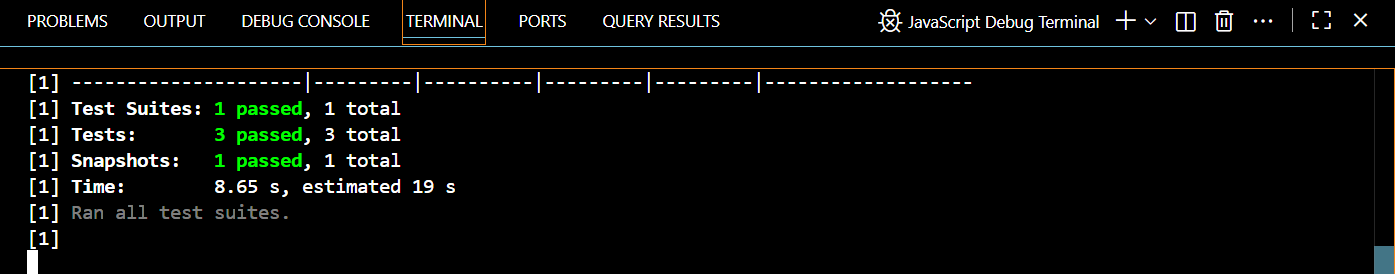 PROBLEMS OUTPUT DEBUG CONSOLE TERMINAL PORTS QUERY RESULTS JavaScript Debug Terminal
[1] ---------------------|---------|----------|---------|---------|-------------------
[1] Test Suites: 1 passed, 1 total
[1] Tests:       3 passed, 3 total
[1] Snapshots:   1 passed, 1 total
[1] Time:        8.65 s, estimated 19 s
[1] Ran all test suites.
[1]